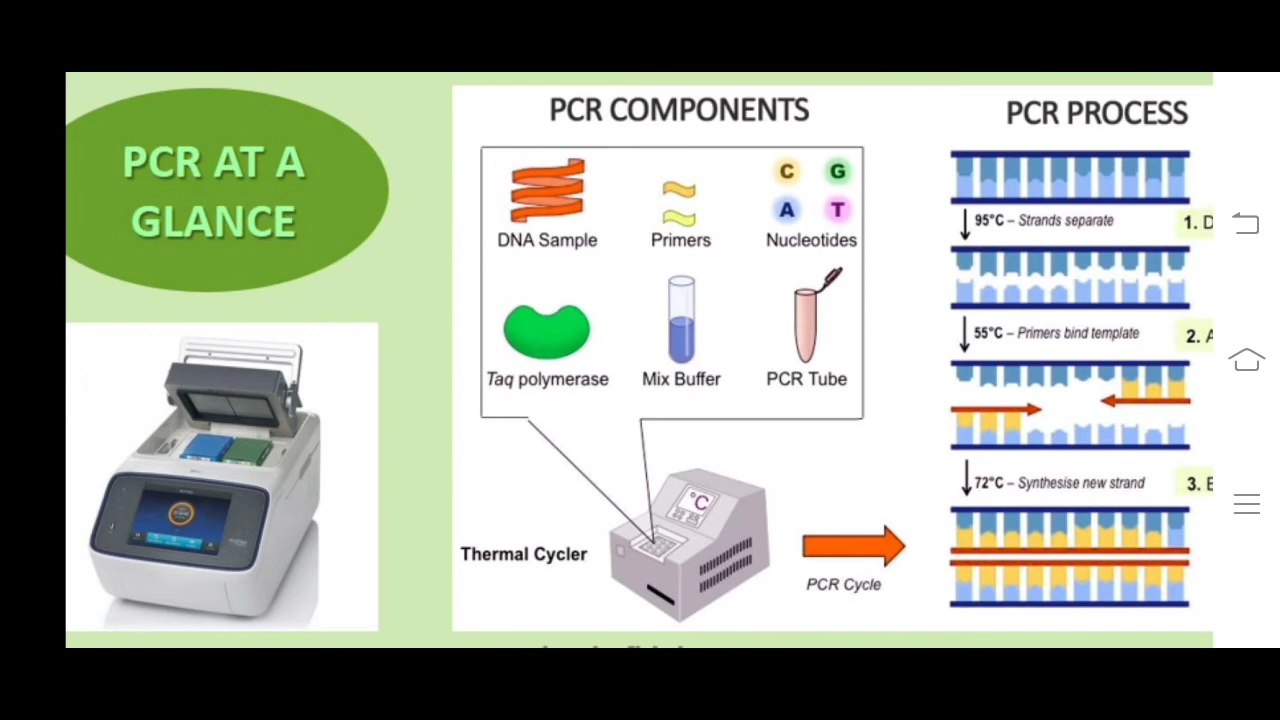 PCR AT A
GLANCE
PCR COMPONENTS
DNA Sample
Primers
C G
A T
Nucleotides
Taq polymerase
Mix Buffer
PCR Tube
°C
Thermal Cycler
PCR Cycle
PCR PROCESS
95°C – Strands separate
1. D
55°C – Primers bind template
2. A
72°C – Synthesise new strand
3. E